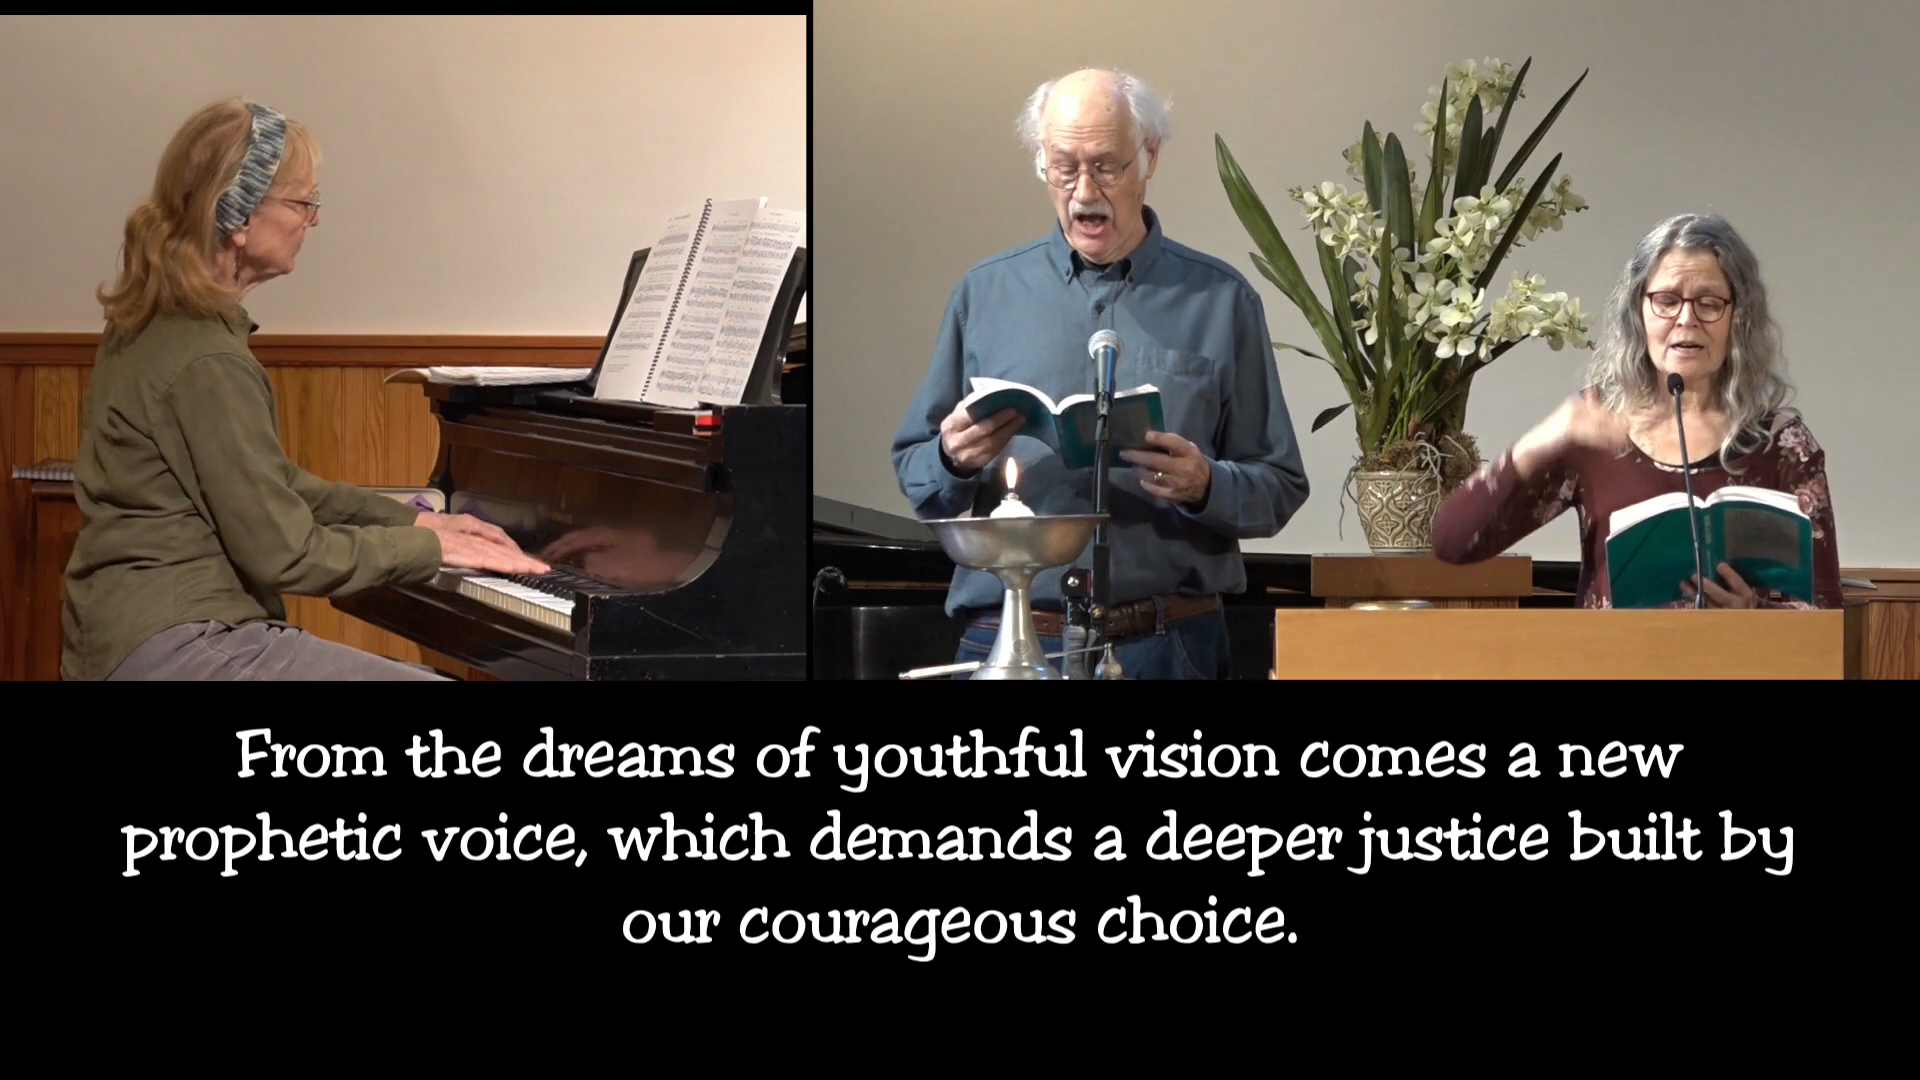 From the dreams of youthful vision comes a new
prophetic voice, which demands a deeper justice built by
our courageous choice.